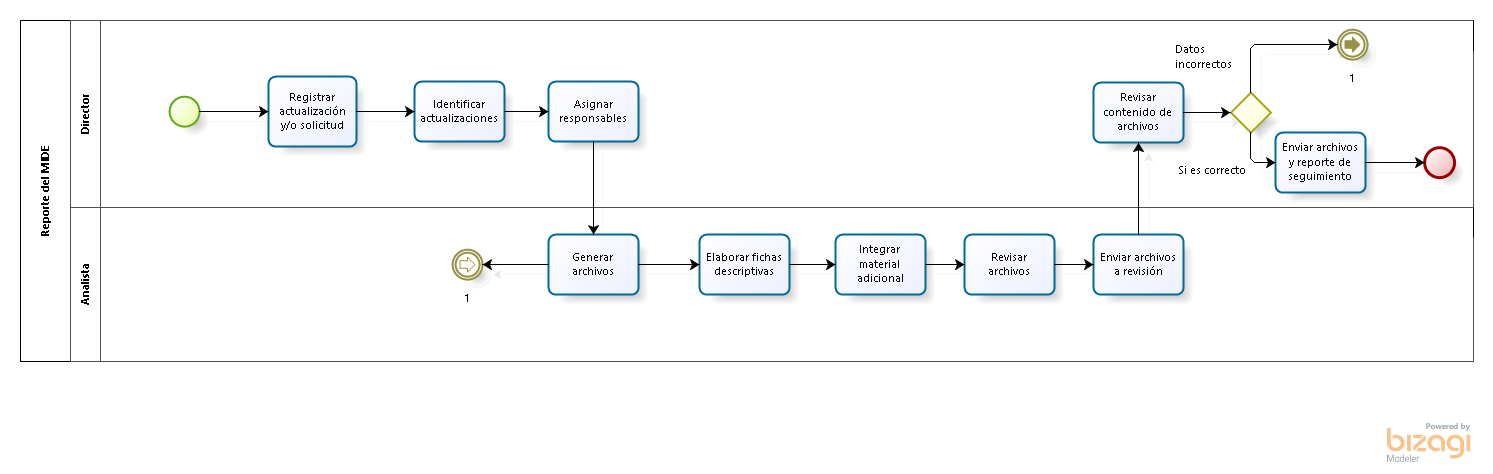 Reporte del MIDE
Director
Registrar
actualización
y/o solicitud
Identificar
actualizaciones
Asignar
responsables
Revisar
contenido de
archivos
Datos
incorrectos
1
Si es correcto
Enviar archivos
y reporte de
seguimiento
Analista
1
Generar
archivos
Elaborar fichas
descriptivas
Integrar
material
adicional
Revisar
archivos
Enviar archivos
a revisión
Powered by
bizagi
Modeler